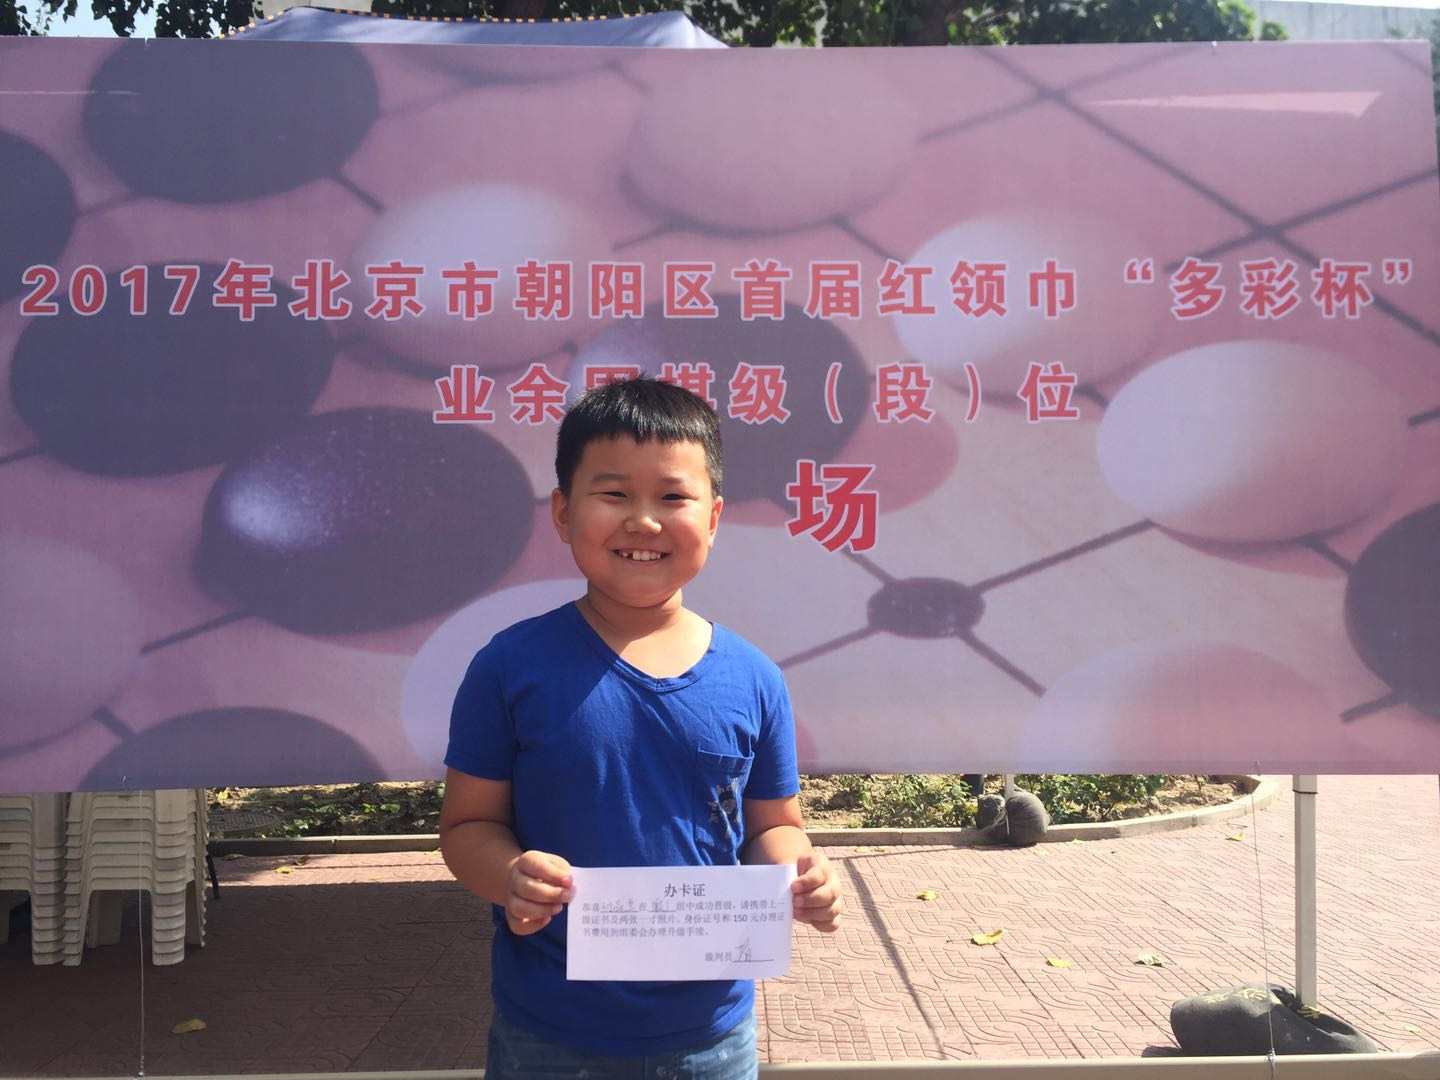 2017年北京市朝阳区首届红领巾“多彩杯”
业余围棋级（段）位
场
办卡证
恭喜 在 组中成功晋级，请携带上一
级证书及两张一寸照片、身份证号和 150 元办理证
书费用到组委会办理升级手续。
裁判员